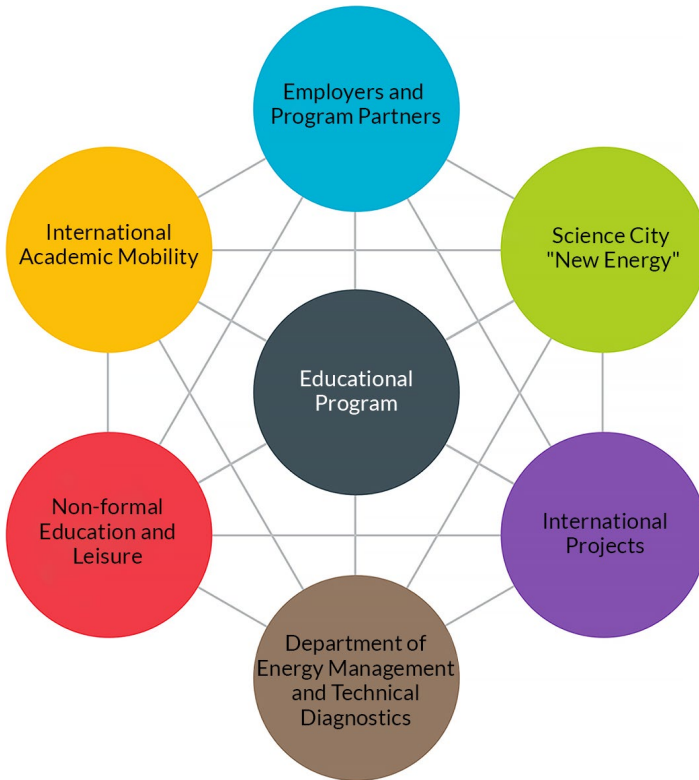 Employers and
Program Partners
International
Academic Mobility
Science City
"New Energy"
Educational
Program
Non-formal
Education and
Leisure
International
Projects
Department of
Energy Management
and Technical
Diagnostics